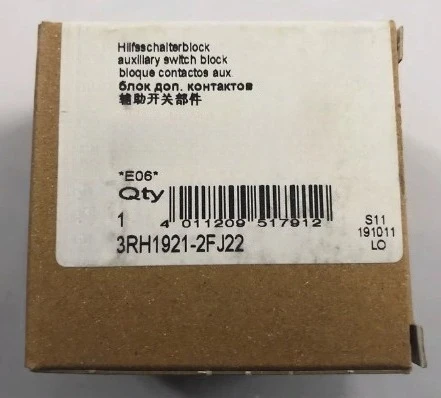 Hilfsschalterblock
auxiliary switch block
bloque contactos aux.
блок доп. контактов
辅助开关部件
*E06*
Qty
1
4 011209 517912
3RH1921-2FJ22
S11
191011
LO